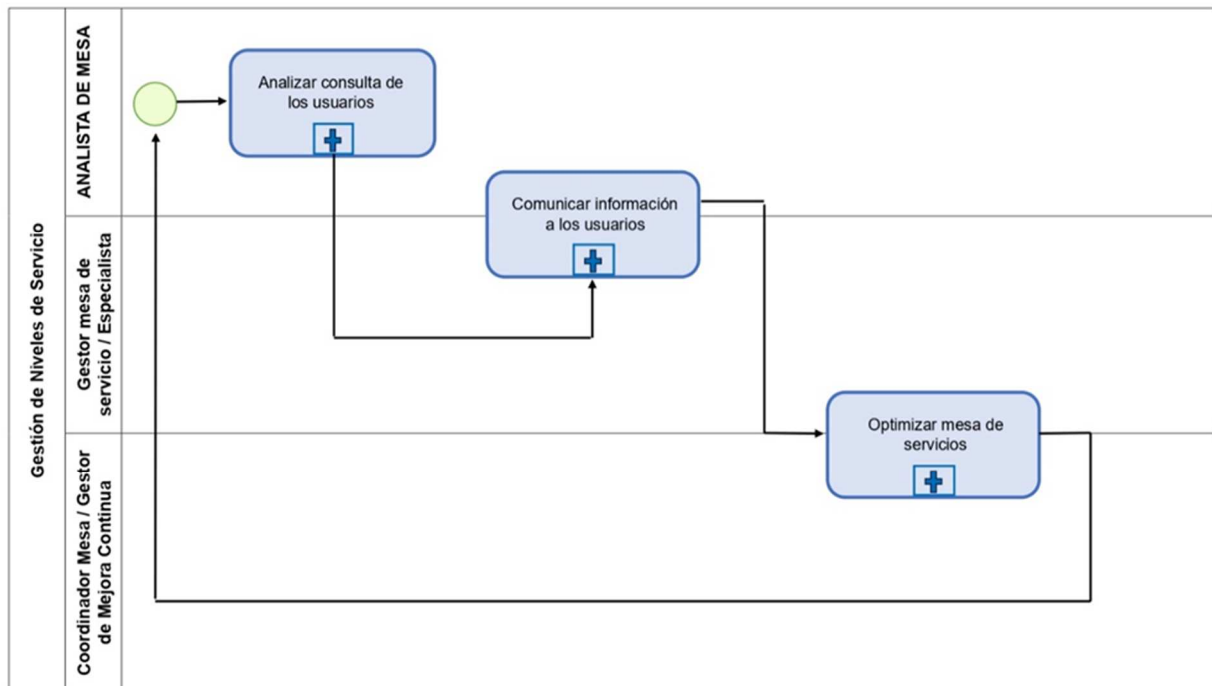 Gestión de Niveles de Servicio
ANALISTA DE MESA
Analizar consulta de
los usuarios
Comunicar información
a los usuarios
Gestor mesa de
servicio / Especialista
Optimizar mesa de
servicios
Coordinador Mesa / Gestor
de Mejora Continua